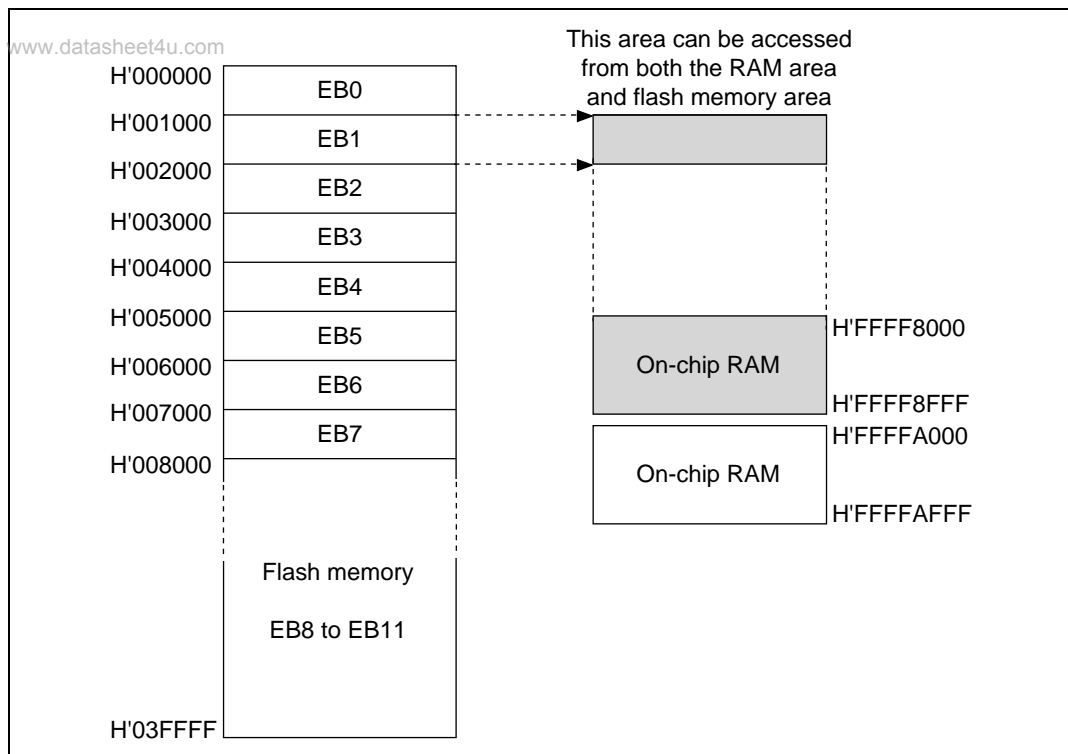 www.datasheet4u.com
This area can be accessed
from both the RAM area
and flash memory area
H'000000
EB0
H'001000
EB1
H'002000
EB2
H'003000
EB3
H'004000
EB4
H'005000
EB5
H'006000
EB6
H'007000
EB7
H'008000
Flash memory
EB8 to EB11
H'03FFFF
H'FFFF8000
On-chip RAM
H'FFFF8FFF
H'FFFFA000
On-chip RAM
H'FFFFAFFF